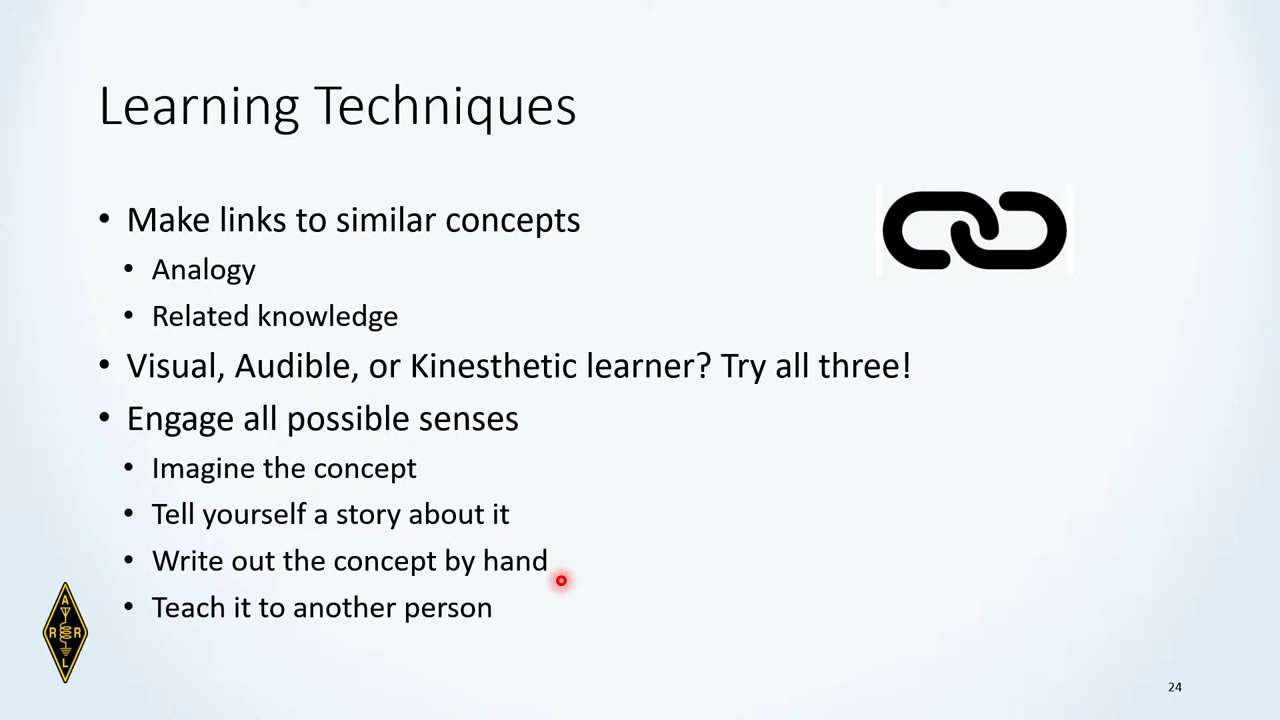 Learning Techniques
• Make links to similar concepts
• Analogy
• Related knowledge
• Visual, Audible, or Kinesthetic learner? Try all three!
• Engage all possible senses
• Imagine the concept
• Tell yourself a story about it
• Write out the concept by hand
• Teach it to another person
A
R R
L
24